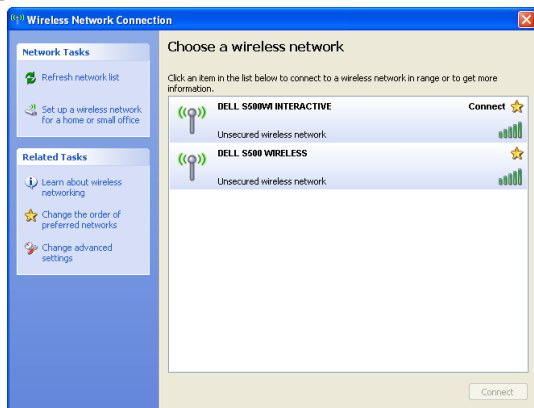 Wireless Network Connection
Network Tasks
Refresh network list
Set up a wireless network
for a home or small office
Related Tasks
Learn about wireless
networking
Change the order of
preferred networks
Change advanced
settings
Choose a wireless network
Click an item in the list below to connect to a wireless network in range or to get more
information.
DELL S500WI INTERACTIVE Connect
Unsecured wireless network
DELL S500 WIRELESS
Unsecured wireless network
Connect